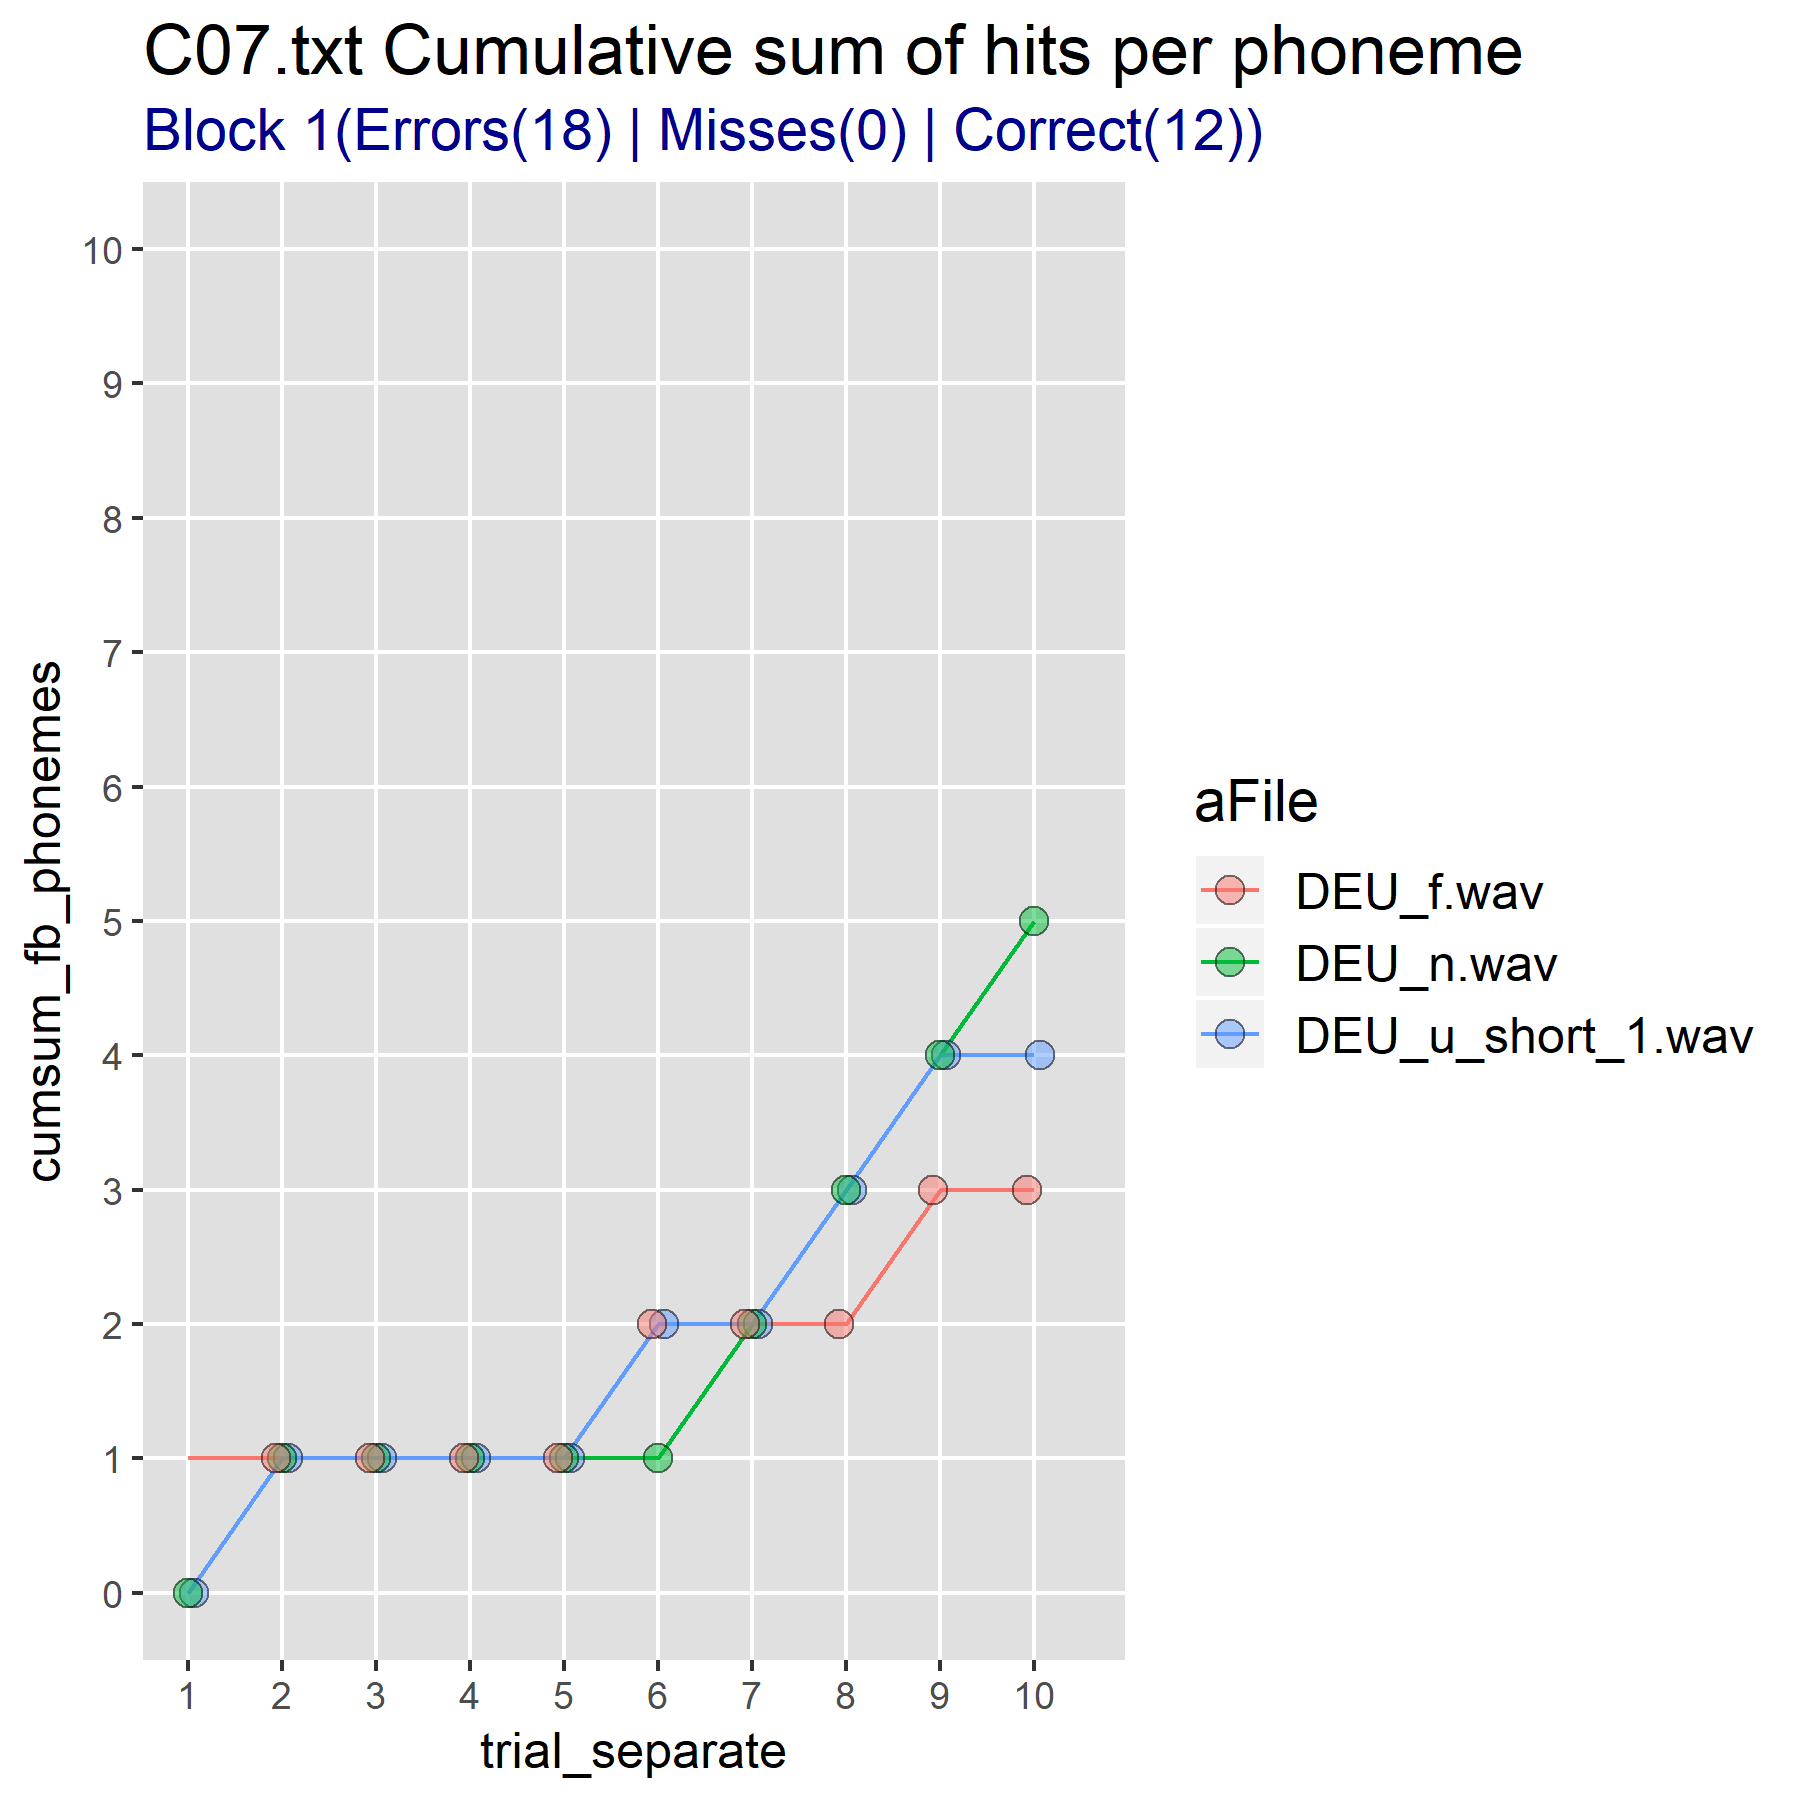 C07.txt Cumulative sum of hits per phoneme
Block 1(Errors(18) | Misses(0) | Correct(12))
10
9
8
7
6
5
4
3
2
1
0
cumsum_fb_phonemes
1 2 3 4 5 6 7 8 9 10
trial_separate
aFile
DEU_f.wav
DEU_n.wav
DEU_u_short_1.wav